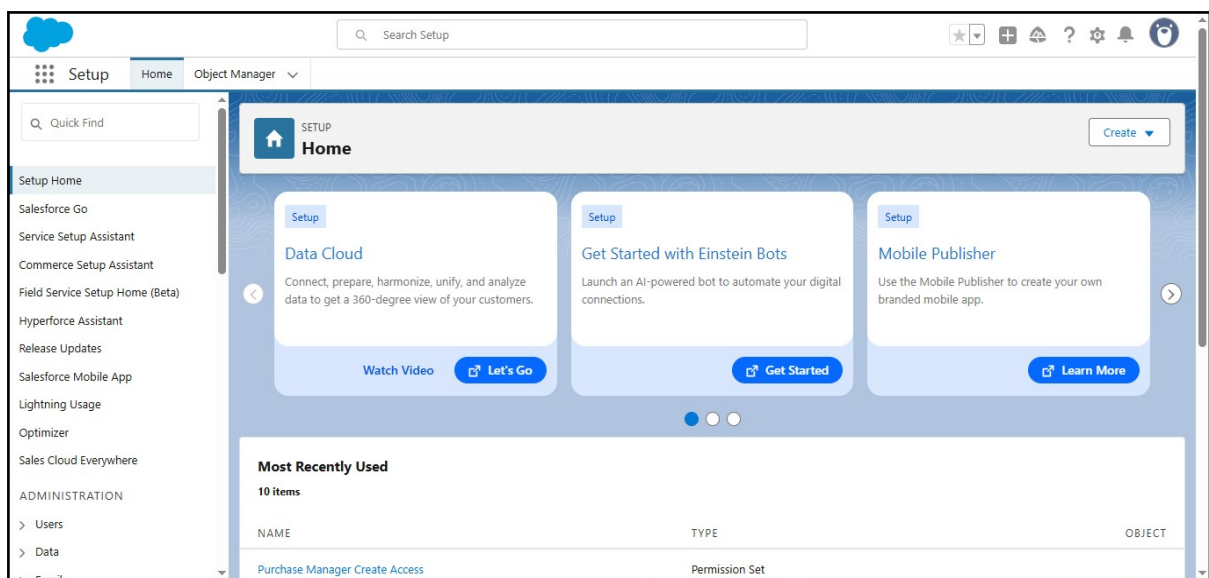 Search Setup
?
Setup
Home
Object Manager
Quick Find
Setup Home
Salesforce Go
Service Setup Assistant
Commerce Setup Assistant
Field Service Setup Home (Beta)
Hyperforce Assistant
Release Updates
Salesforce Mobile App
Lightning Usage
Optimizer
Sales Cloud Everywhere
ADMINISTRATION
Users
Data
Email
SETUP
Home
Create
Setup
Data Cloud
Connect, prepare, harmonize, unify, and analyze
data to get a 360-degree view of your customers.
Watch Video
Let's Go
Setup
Get Started with Einstein Bots
Launch an AI-powered bot to automate your digital
connections.
Get Started
Setup
Mobile Publisher
Use the Mobile Publisher to create your own
branded mobile app.
Learn More
Most Recently Used
10 items
NAME TYPE OBJECT
Purchase Manager Create Access Permission Set